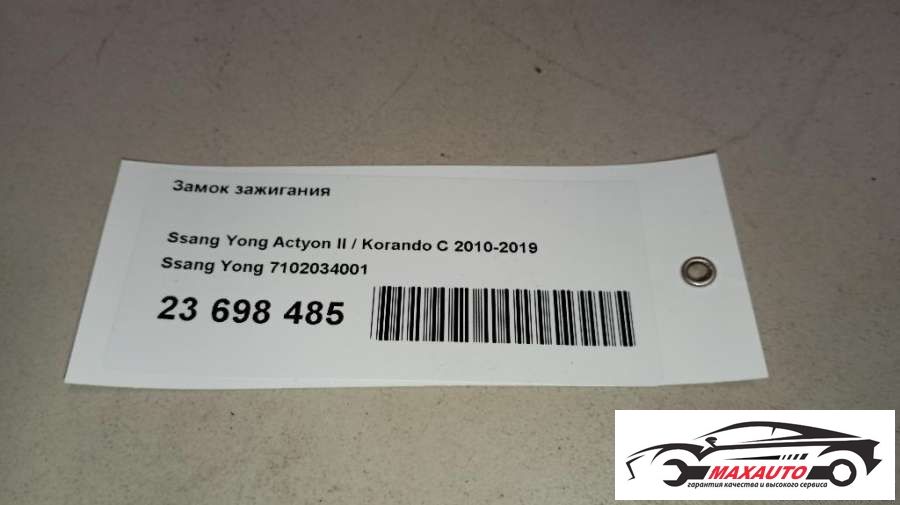 Замок зажигания
Ssang Yong Actyon II / Korando C 2010-2019
Ssang Yong 7102034001
23 698 485
MAXAUTO
гарантия качества и высокого сервиса